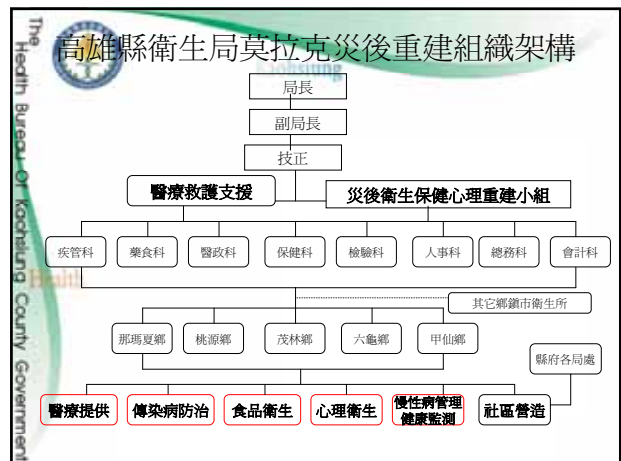 The Health Bureau Of Kaohsiung County Government
高雄縣衛生局莫拉克災後重建組織架構
Kaohsiung
局長
副局長
技正
醫療救護支援
災後衛生保健心理重建小組
疾管科
藥食科
醫政科
保健科
檢驗科
人事科
總務科
會計科
Health
其它鄉鎮市衛生所
那瑪夏鄉
桃源鄉
茂林鄉
六龜鄉
甲仙鄉
縣府各局處
醫療提供
傳染病防治
食品衛生
心理衛生
慢性病管理
健康監測
社區營造